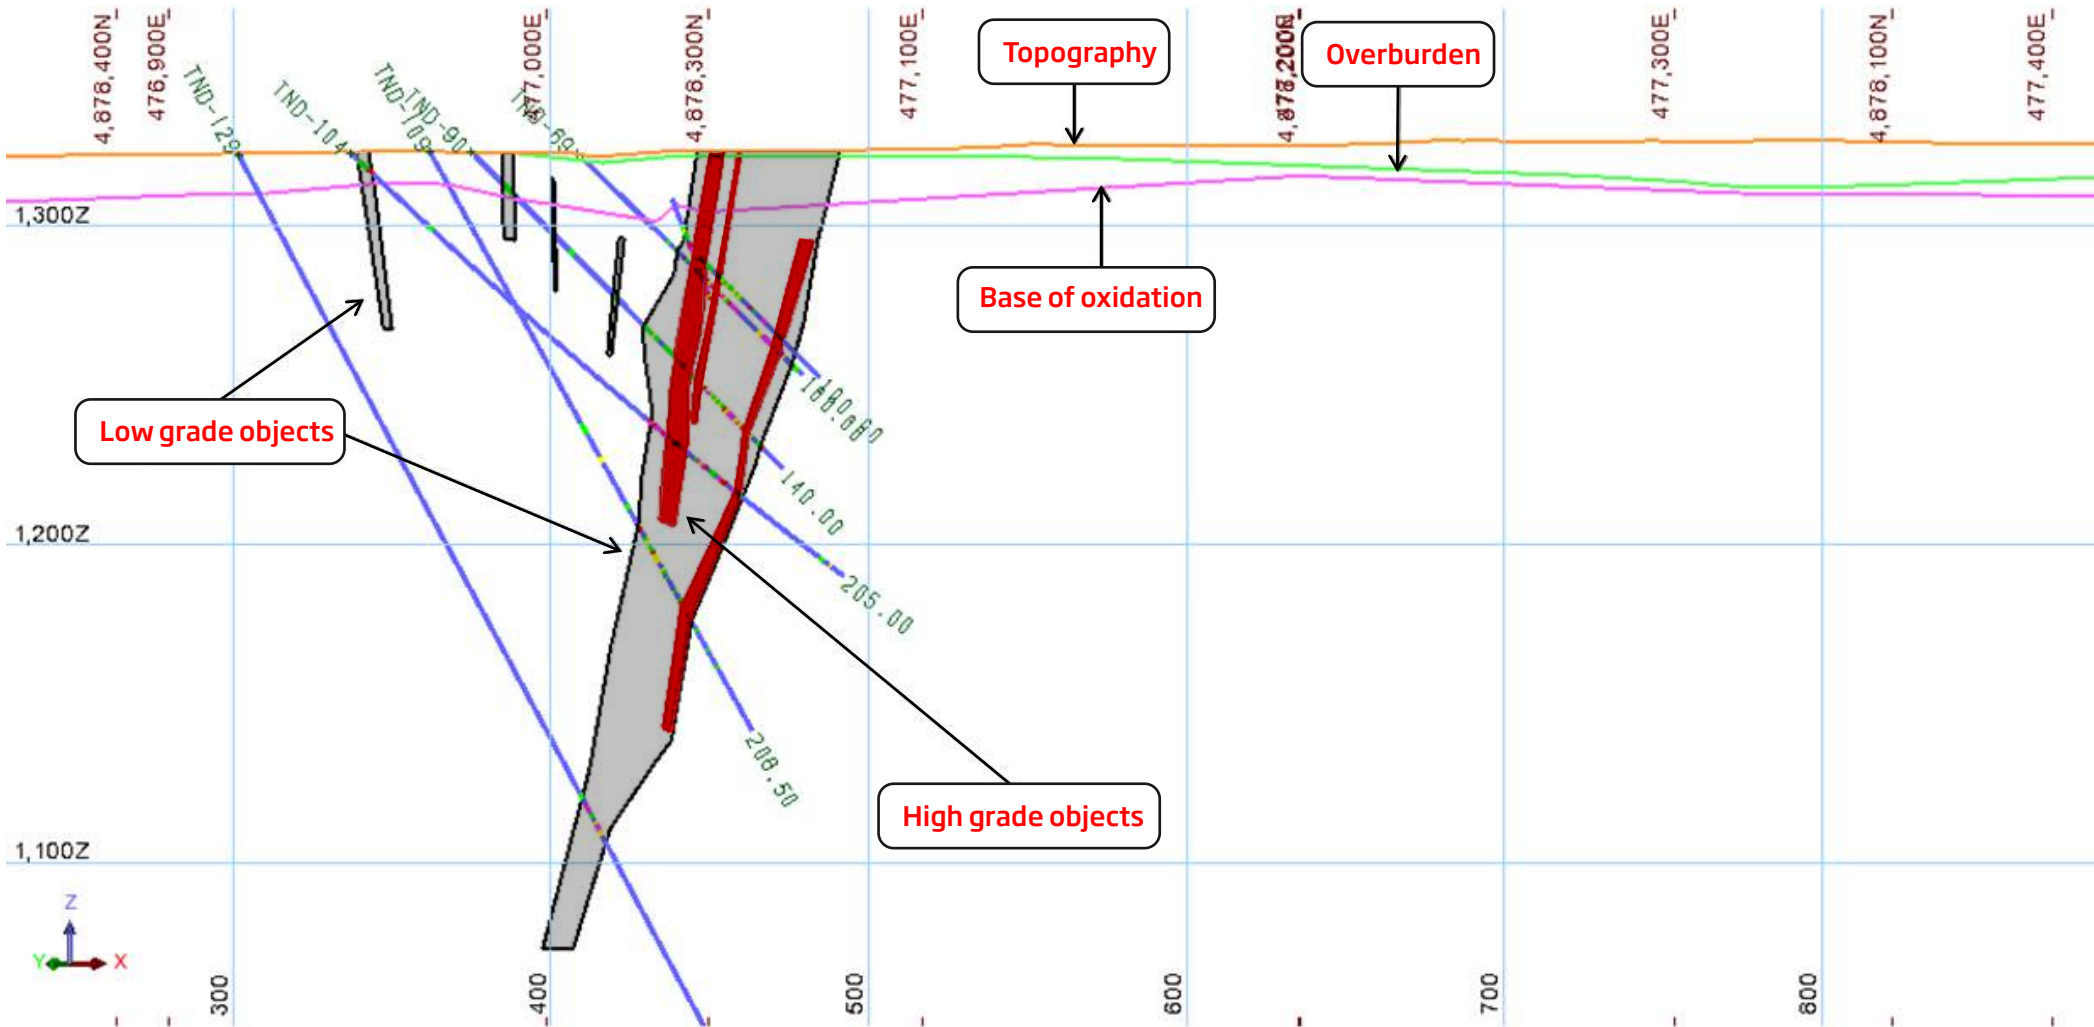 4,878,400N
476,900E
477,000E
4,878,300N
477,100E
477,300E
4,878,100N
477,400E
Topography
Overburden
TND-129
TND-104
TND-109
TND-90
TND-69
1,300Z
Base of oxidation
Low grade objects
140.00
1,200Z
205.00
208.50
High grade objects
1,100Z
Z
Y
X
300
400
500
600
700
800